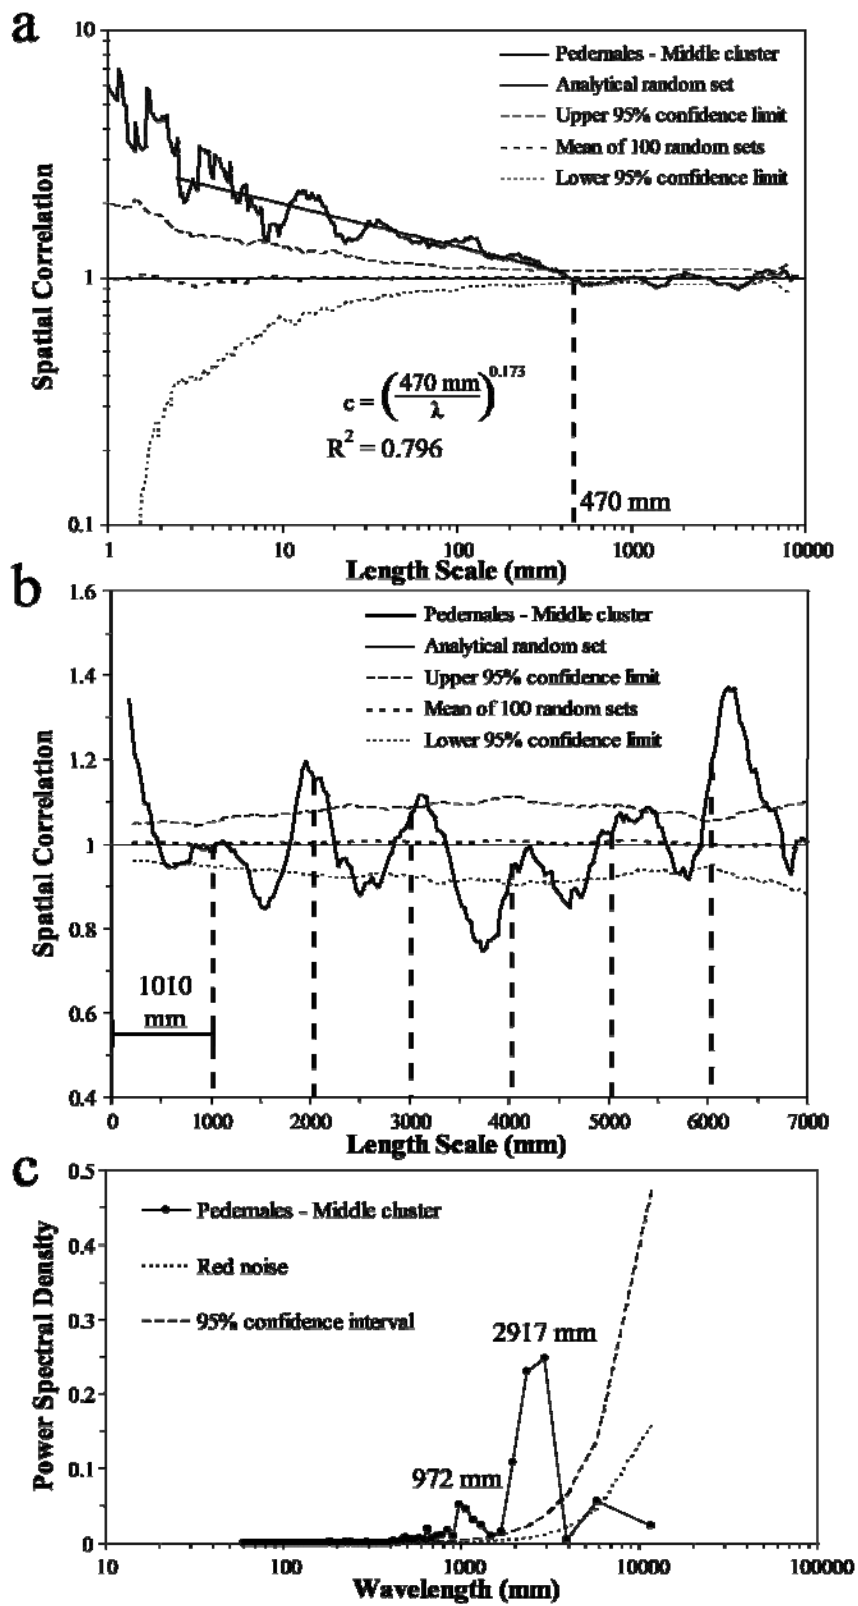 a
10
Pedernales - Middle cluster
Analytical random set
Upper 95% confidence limit
Mean of 100 random sets
Lower 95% confidence limit
Spatial Correlation
1
c = (470 mm / λ)^0.173
R^2 = 0.796
470 mm
0.1
1 10 100 1000 10000
Length Scale (mm)
b
1.6
Pedernales - Middle cluster
Analytical random set
Upper 95% confidence limit
Mean of 100 random sets
Lower 95% confidence limit
1.4
1.2
1
0.8
0.6
0.4
Spatial Correlation
1010
mm
0 1000 2000 3000 4000 5000 6000 7000
Length Scale (mm)
c
0.5
Pedernales - Middle cluster
Red noise
95% confidence interval
0.4
0.3
0.2
0.1
0
Power Spectral Density
2917 mm
972 mm
10 100 1000 10000 100000
Wavelength (mm)